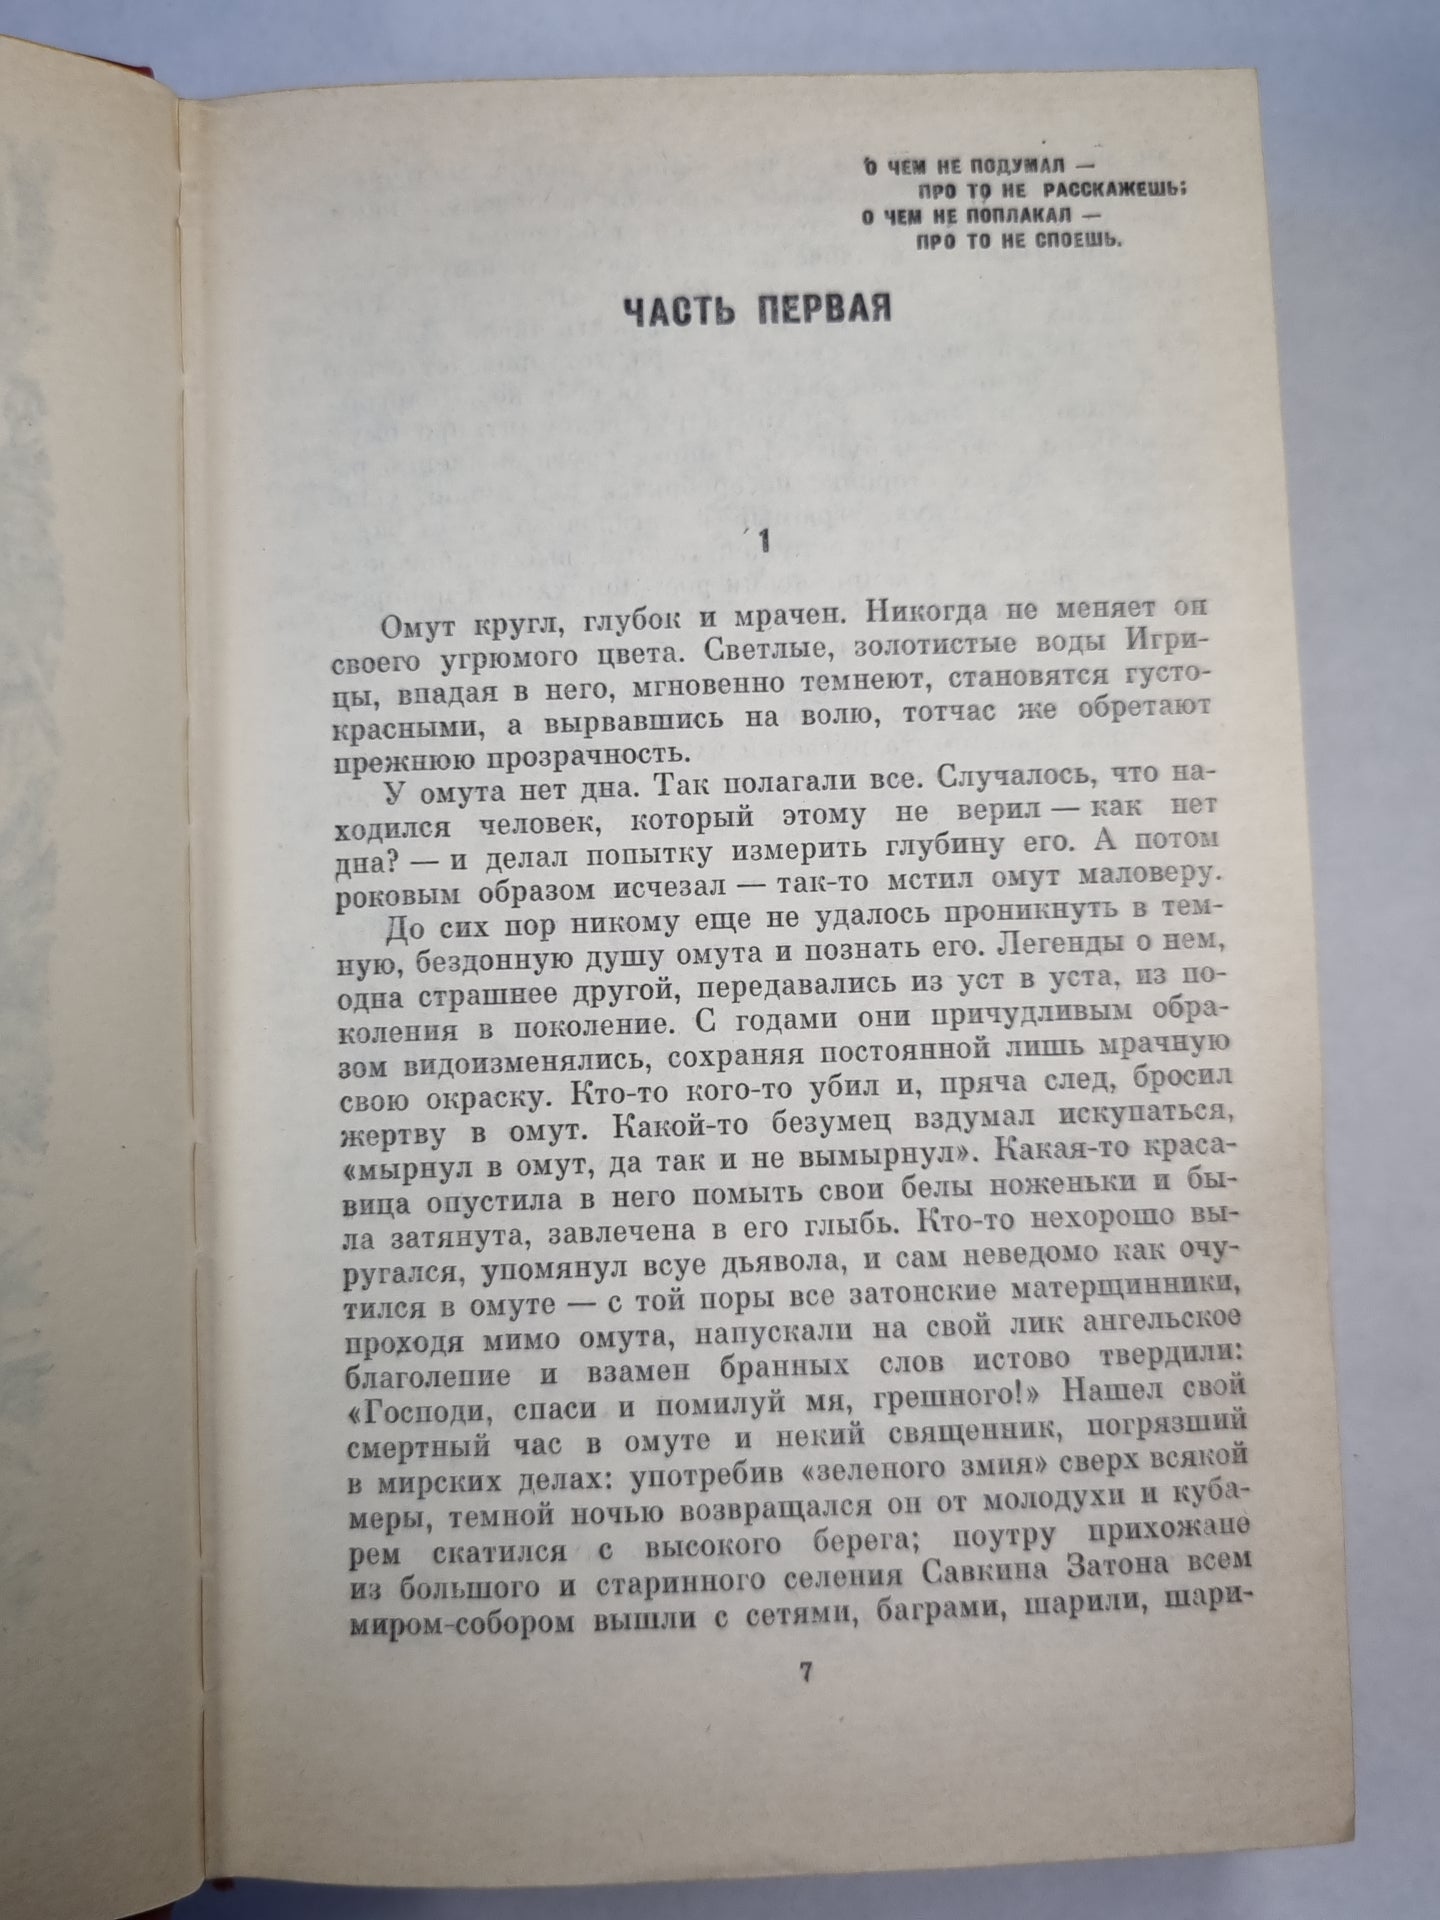 О ЧЕМ НЕ ПОДУМАЛ —
ПРО ТО НЕ РАССКАЖЕШЬ;
О ЧЕМ НЕ ПОПЛАКАЛ —
ПРО ТО НЕ СПОЕШЬ.
ЧАСТЬ ПЕРВАЯ
1
Омут кругл, глубок и мрачен. Никогда не меняет он
своего угрюмого цвета. Светлые, золотистые воды Игри-
цы, впадая в него, мгновенно темнеют, становятся густо-
красными, а вырвавшись на волю, тотчас же обретают
прежнюю прозрачность.
У омута нет дна. Так полагали все. Случалось, что на-
ходился человек, который этому не верил — как нет
дна? — и делал попытку измерить глубину его. А потом
роковым образом исчезал — так-то мстил омут маловеру.
До сих пор никому еще не удалось проникнуть в тем-
ную, бездонную душу омута и познать его. Легенды о нем,
одна страшнее другой, передавались из уст в уста, из по-
коления в поколение. С годами они причудливым обра-
зом видоизменялись, сохраняя постоянной лишь мрачную
свою окраску. Кто-то кого-то убил и, пряча след, бросил
жертву в омут. Какой-то безумец вздумал искупаться,
«мырнул в омут, да так и не вымырнул». Какая-то краса-
вица опустила в него помыть свои белы ноженьки и бы-
ла затянута, завлечена в его глыбь. Кто-то нехорошо вы-
ругался, упомянул всуе дьявола, и сам неведомо как очу-
тился в омуте — с той поры все затонские матерщинники,
проходя мимо омута, напускали на свой лик ангельское
благолепие и взамен бранных слов истово твердили:
«Господи, спаси и помилуй мя, грешного!» Нашел свой
смертный час в омуте и некий священник, погрязший
в мирских делах: употребив «зеленого змия» сверх всякой
меры, темной ночью возвращался он от молодухи и куба-
рем скатился с высокого берега; поутру прихожане
из большого и старинного селения Савкина Затона всем
миром-собором вышли с сетями, баграми, шарили, шари-
7